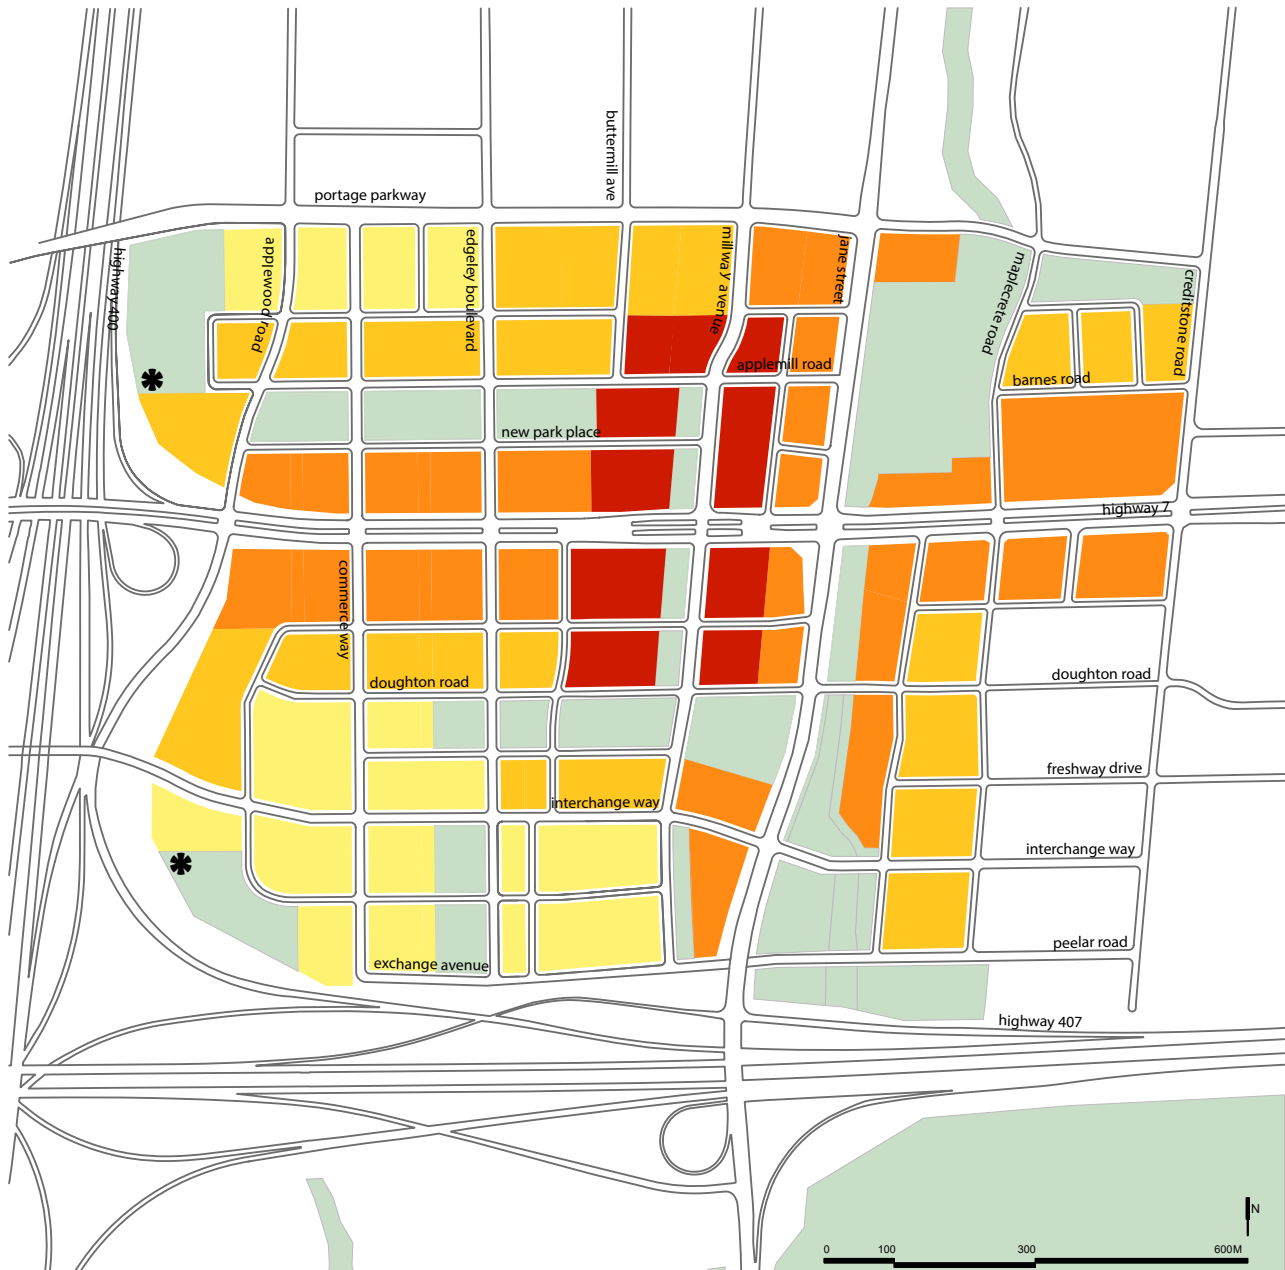 buttermill ave
portage parkway
highway 400
applewood road
edgeley boulevard
millway avenue
jane street
maplecrete road
creditstone road
applemill road
barnes road
new park place
highway 7
commerce way
doughton road
doughton road
freshway drive
interchange way
interchange way
peelar road
exchange avenue
highway 407
N
0 100 300 600M